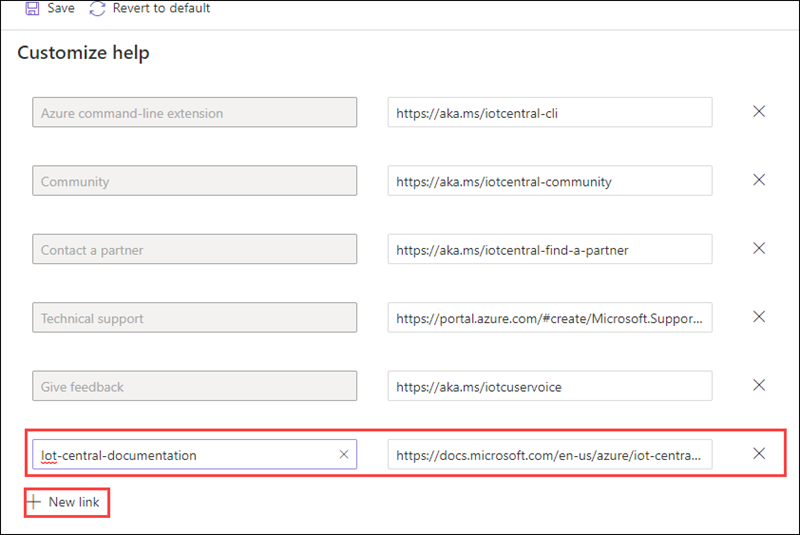 Save Revert to default
Customize help
Azure command-line extension https://aka.ms/iotcentral-cli
Community https://aka.ms/iotcentral-community
Contact a partner https://aka.ms/iotcentral-find-a-partner
Technical support https://portal.azure.com/#create/Microsoft.Suppor...
Give feedback https://aka.ms/iotcuservoice
Iot-central-documentation https://docs.microsoft.com/en-us/azure/iot-centra...
New link